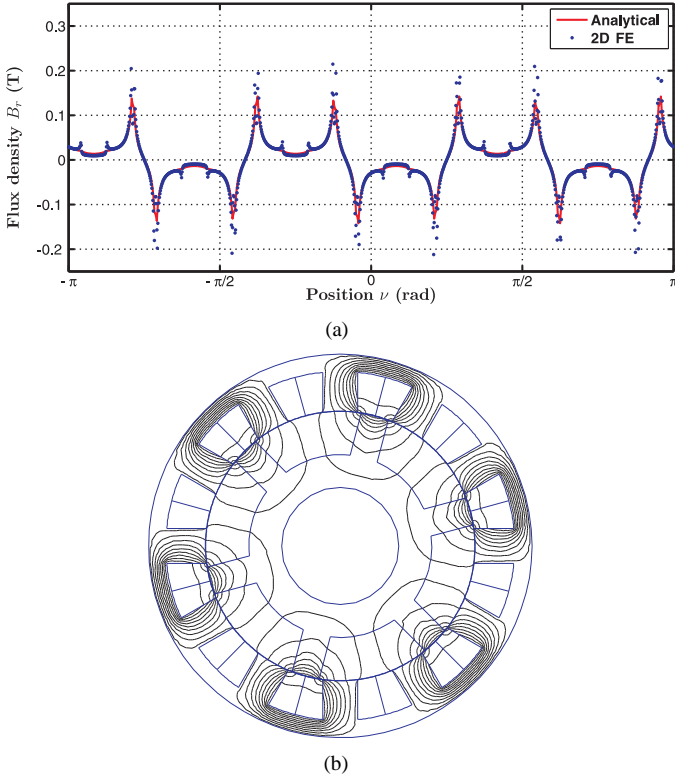 Flux density B_r (T)
0.3
0.2
0.1
0
-0.1
-0.2
Analytical
2D FE
- π
-π/2
0
π/2
π
Position ν (rad)
(a)
(b)